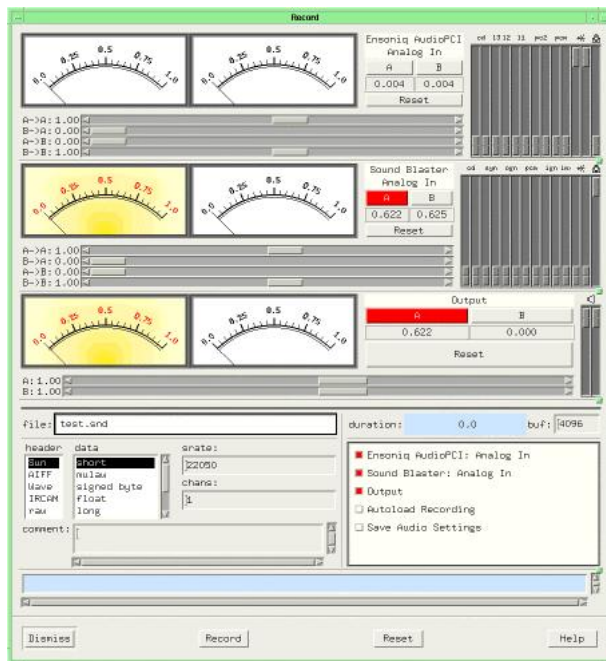 Record
Ensoniq AudioPCI
Analog In
A B
0.004 0.004
Reset
0.0 0.25 0.5 0.75 1.0
0.0 0.25 0.5 0.75 1.0
A->A: 1.00
B->A: 0.00
A->B: 0.00
B->B: 1.00
Sound Blaster
Analog In
A B
0.622 0.625
Reset
0.0 0.25 0.5 0.75 1.0
0.0 0.25 0.5 0.75 1.0
A->A: 1.00
B->A: 0.00
A->B: 0.00
B->B: 1.00
Output
A B
0.622 0.000
Reset
0.0 0.25 0.5 0.75 1.0
0.0 0.25 0.5 0.75 1.0
A: 1.00
B: 1.00
file: test.snd
duration: 0.0 buf: 4096
header data
Sun short
AIFF mulaw
Wave signed byte
IRCAM float
raw long
srate:
22050
chans:
1
comment:
Ensoniq AudioPCI: Analog In
Sound Blaster: Analog In
Output
Autoload Recording
Save Audio Settings
Dismiss Record Reset Help